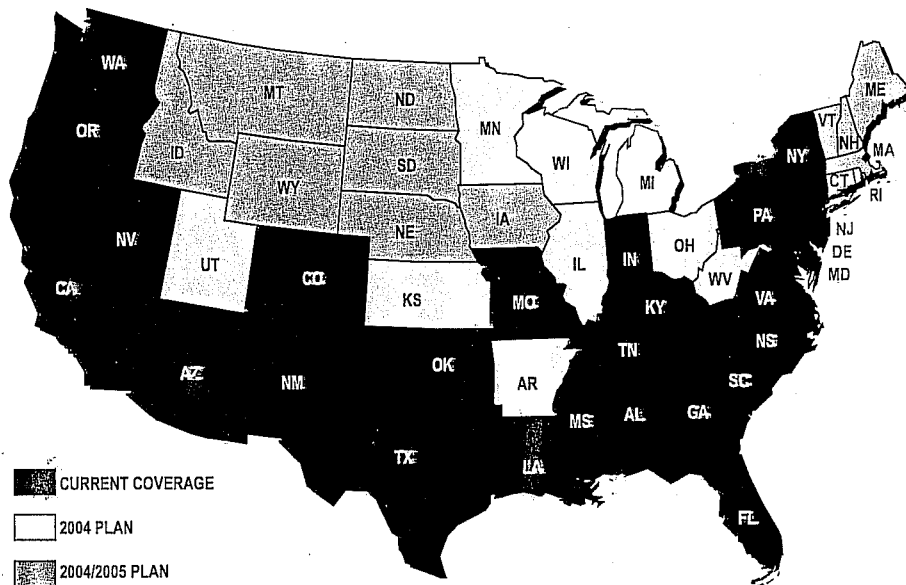 WA
MT
ND
MN
ME
VT
NH
OR
ID
SD
WI
NY
MA
WY
MI
CT
RI
IA
PA
NE
NJ
NV
OH
DE
UT
IL
IN
WV
MD
CO
CA
KS
MO
KY
VA
NS
TN
OK
AZ
NM
AR
SC
MS
AL
GA
TX
LA
FL
CURRENT COVERAGE
2004 PLAN
2004/2005 PLAN